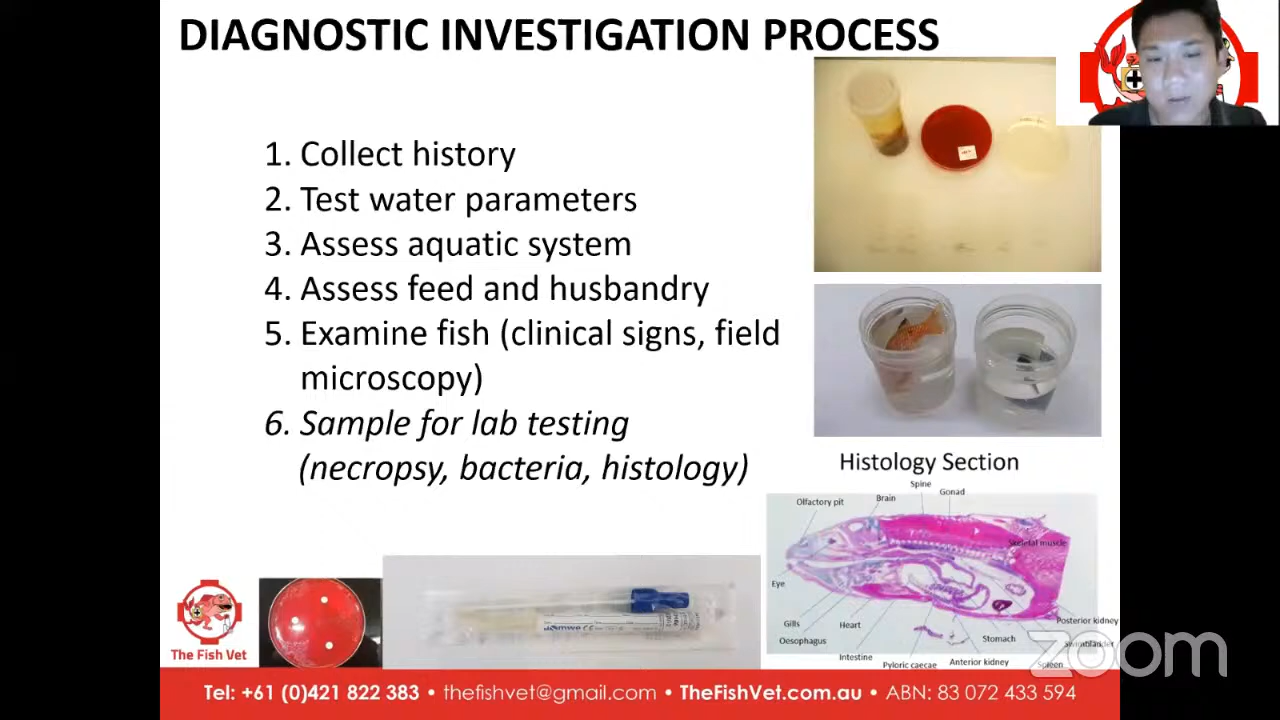 DIAGNOSTIC INVESTIGATION PROCESS
1. Collect history
2. Test water parameters
3. Assess aquatic system
4. Assess feed and husbandry
5. Examine fish (clinical signs, field
microscopy)
6. Sample for lab testing
(necropsy, bacteria, histology)
Histology Section
Spine
Olfactory pit
Brain
Gonad
Skeletal muscle
Eye
Gills
Heart
Posterior kidney
Oesophagus
Stomach
Swimbladder
Intestine
Pyloric caecae
Anterior kidney
Spleen
zoom
The Fish Vet
Tel: +61 (0)421 822 383 • thefishvet@gmail.com • TheFishVet.com.au • ABN: 83 072 433 594